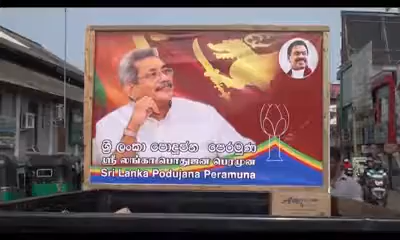 ශ්‍රී ලංකා පොදුජන පෙරමුණ
ஸ்ரீ லங்கா பொதுஜன பெரமுன
Sri Lanka Podujana Peramuna